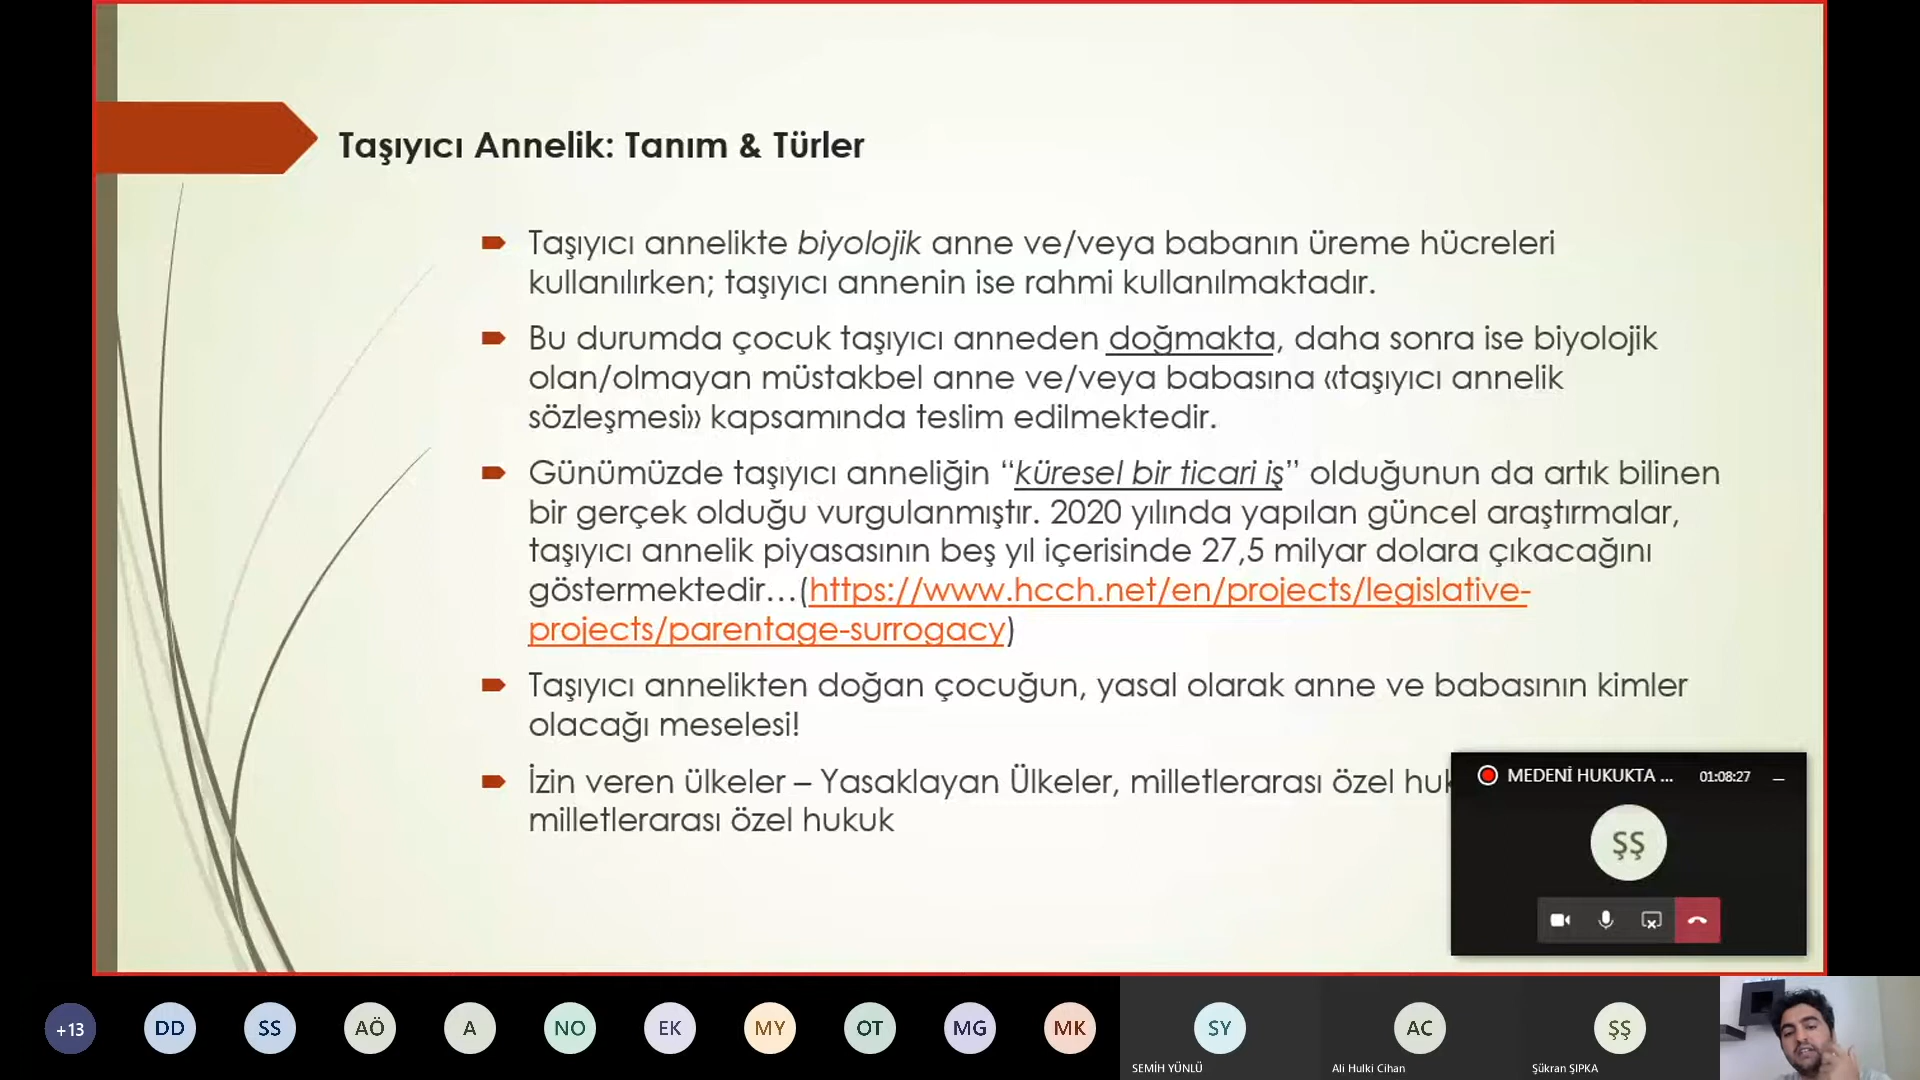 Taşıyıcı Annelik: Tanım & Türler
Taşıyıcı annelikte biyolojik anne ve/veya babanın üreme hücreleri
kullanılırken; taşıyıcı annenin ise rahmi kullanılmaktadır.
Bu durumda çocuk taşıyıcı anneden doğmakta, daha sonra ise biyolojik
olan/olmayan müstakbel anne ve/veya babasına «taşıyıcı annelik
sözleşmesi» kapsamında teslim edilmektedir.
Günümüzde taşıyıcı anneliğin “küresel bir ticari iş” olduğunun da artık bilinen
bir gerçek olduğu vurgulanmıştır. 2020 yılında yapılan güncel araştırmalar,
taşıyıcı annelik piyasasının beş yıl içerisinde 27,5 milyar dolara çıkacağını
göstermektedir…(https://www.hcch.net/en/projects/legislative-
projects/parentage-surrogacy)
Taşıyıcı annelikten doğan çocuğun, yasal olarak anne ve babasının kimler
olacağı meselesi!
İzin veren ülkeler – Yasaklayan Ülkeler, milletlerarası özel
milletlerarası özel hukuk
MEDENİ HUKUKTA ... 01:08:27
ŞŞ
+13 DD SS AÖ A NO EK MY OT MG MK SY AC ŞŞ
SEMİH YÜNLÜ Ali Hulki Cihan Şükran ŞIPKA